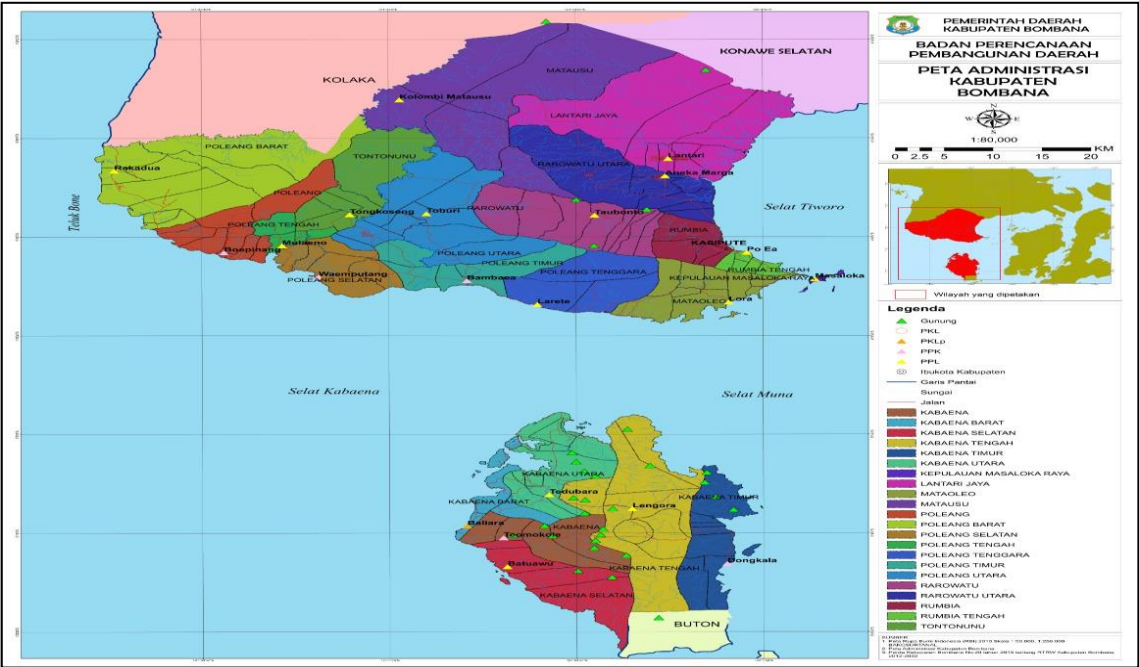 PEMERINTAH DAERAH
KABUPATEN BOMBANA
BADAN PERENCANAAN
PEMBANGUNAN DAERAH
PETA ADMINISTRASI
KABUPATEN
BOMBANA
N
W E
S
1:80,000
KM
0 2.5 5 10 15 20
Wilayah yang dipetakan
Legenda
Gunung
PKL
PKLp
PPK
PPL
Ibukota Kabupaten
Garis Pantai
Sungai
Jalan
KABAENA
KABAENA BARAT
KABAENA SELATAN
KABAENA TENGAH
KABAENA TIMUR
KABAENA UTARA
KEPULAUAN MASALOKA RAYA
LANTARI JAYA
MATAOLEO
MATAUSU
POLEANG
POLEANG BARAT
POLEANG SELATAN
POLEANG TENGAH
POLEANG TENGGARA
POLEANG TIMUR
POLEANG UTARA
RAROWATU
RAROWATU UTARA
RUMBIA
RUMBIA TENGAH
TONTONUNU
KONAWE SELATAN
KOLAKA
MATAUSU
Kolombi Matausu
LANTARI JAYA
POLEANG BARAT
TONTONUNU
Lantari
RAROWATU UTARA
Rakadua
Aneka Marga
POLEANG
RAROWATU
Selat Tiworo
Teluk Bone
Tongkoseng
Toburi
Taubonto
POLEANG TENGAH
RUMBIA
Mulaeno
KASIPUTE
Boepinang
POLEANG UTARA
Po Ea
POLEANG TIMUR
RUMBIA TENGAH
Waemputang
POLEANG TENGGARA
KEPULAUAN MASALOKA RAYA
Masaloka
POLEANG SELATAN
Bambaea
MATAOLEO
Lora
Larete
Selat Kabaena
Selat Muna
KABAENA UTARA
Tedubara
KABAENA TIMUR
KABAENA BARAT
Lengora
Baliara
KABAENA
Teomokole
Dongkala
Batuawu
KABAENA TENGAH
KABAENA SELATAN
BUTON